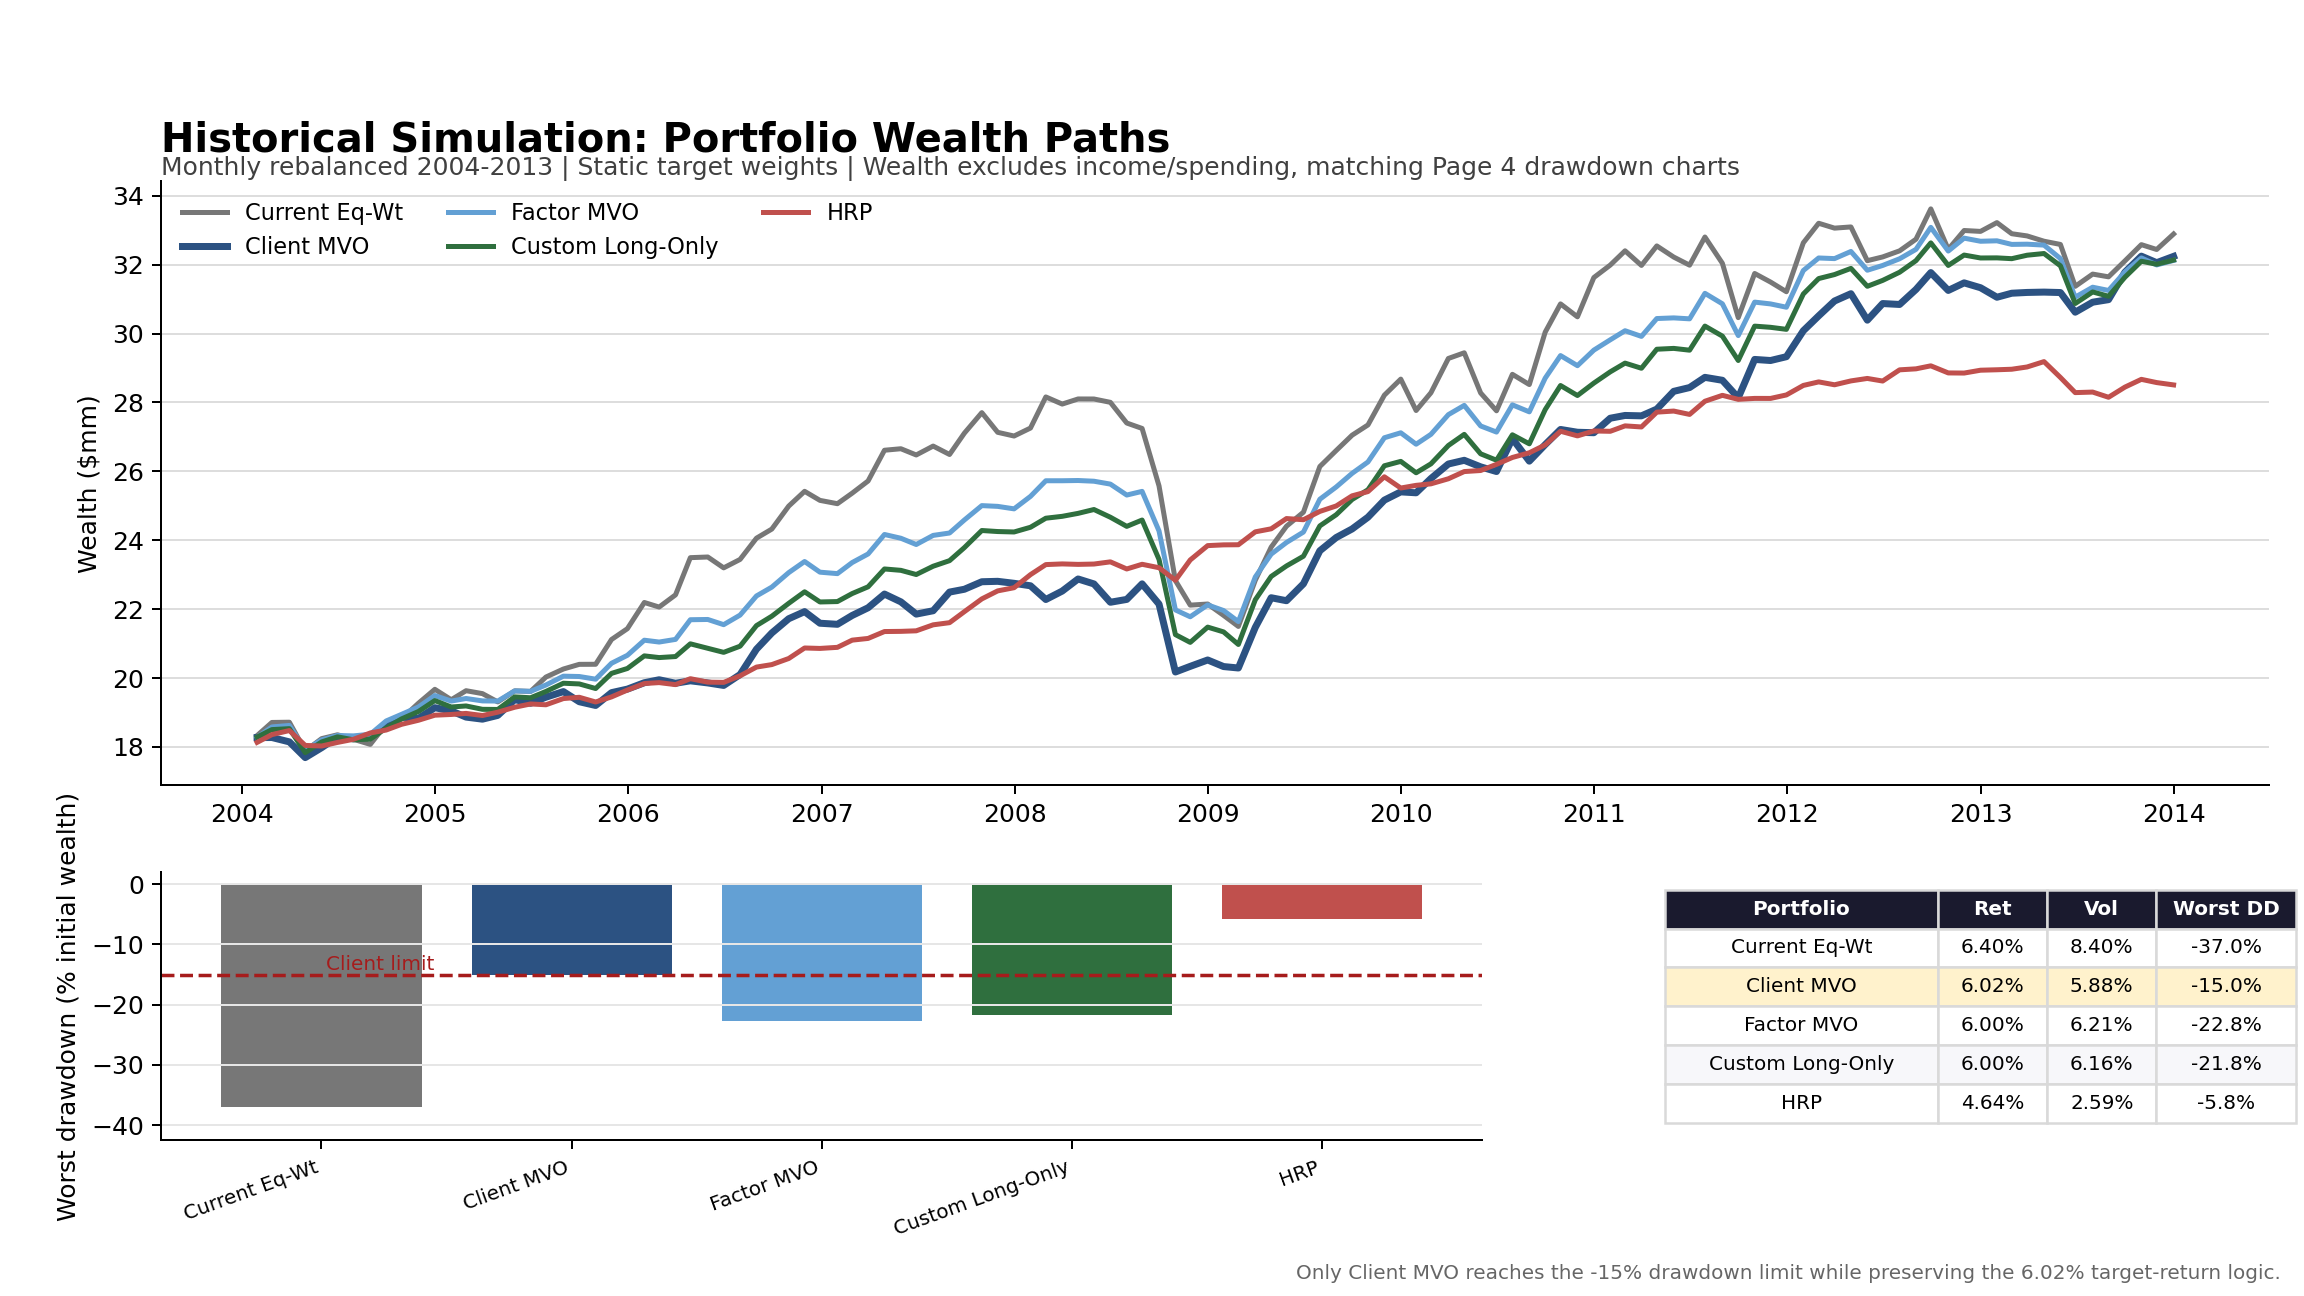 Historical Simulation: Portfolio Wealth Paths
Monthly rebalanced 2004-2013 | Static target weights | Wealth excludes income/spending, matching Page 4 drawdown charts
Current Eq-Wt
Client MVO
Factor MVO
Custom Long-Only
HRP
Wealth ($mm)
34
32
30
28
26
24
22
20
18
2004 2005 2006 2007 2008 2009 2010 2011 2012 2013 2014
Worst drawdown (% initial wealth)
0
−10
−20
−30
−40
Client limit
Current Eq-Wt
Client MVO
Factor MVO
Custom Long-Only
HRP
Portfolio Ret Vol Worst DD
Current Eq-Wt 6.40% 8.40% -37.0%
Client MVO 6.02% 5.88% -15.0%
Factor MVO 6.00% 6.21% -22.8%
Custom Long-Only 6.00% 6.16% -21.8%
HRP 4.64% 2.59% -5.8%
Only Client MVO reaches the -15% drawdown limit while preserving the 6.02% target-return logic.